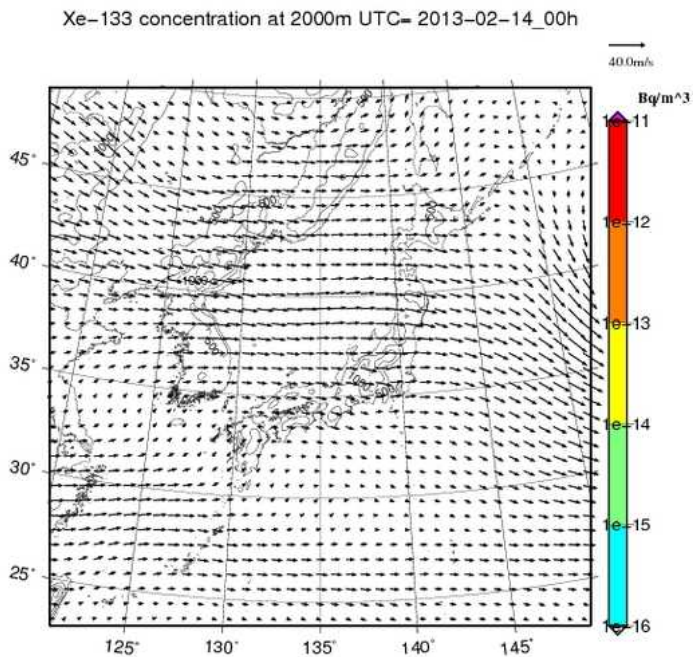 Xe-133 concentration at 2000m UTC= 2013-02-14_00h
40.0m/s
Bq/m^3
1e-11
1e-12
1e-13
1e-14
1e-15
1e-16
45°
40°
35°
30°
25°
125°
130°
135°
140°
145°